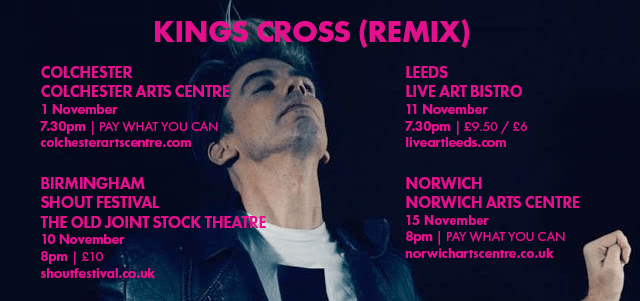 KINGS CROSS (REMIX)
COLCHESTER
COLCHESTER ARTS CENTRE
1 November
7.30pm | PAY WHAT YOU CAN
colchesterartscentre.com
BIRMINGHAM
SHOUT FESTIVAL
THE OLD JOINT STOCK THEATRE
10 November
8pm | £10
shoutfestival.co.uk
LEEDS
LIVE ART BISTRO
11 November
7.30pm | £9.50 / £6
liveartleeds.com
NORWICH
NORWICH ARTS CENTRE
15 November
8pm | PAY WHAT YOU CAN
norwichartscentre.co.uk